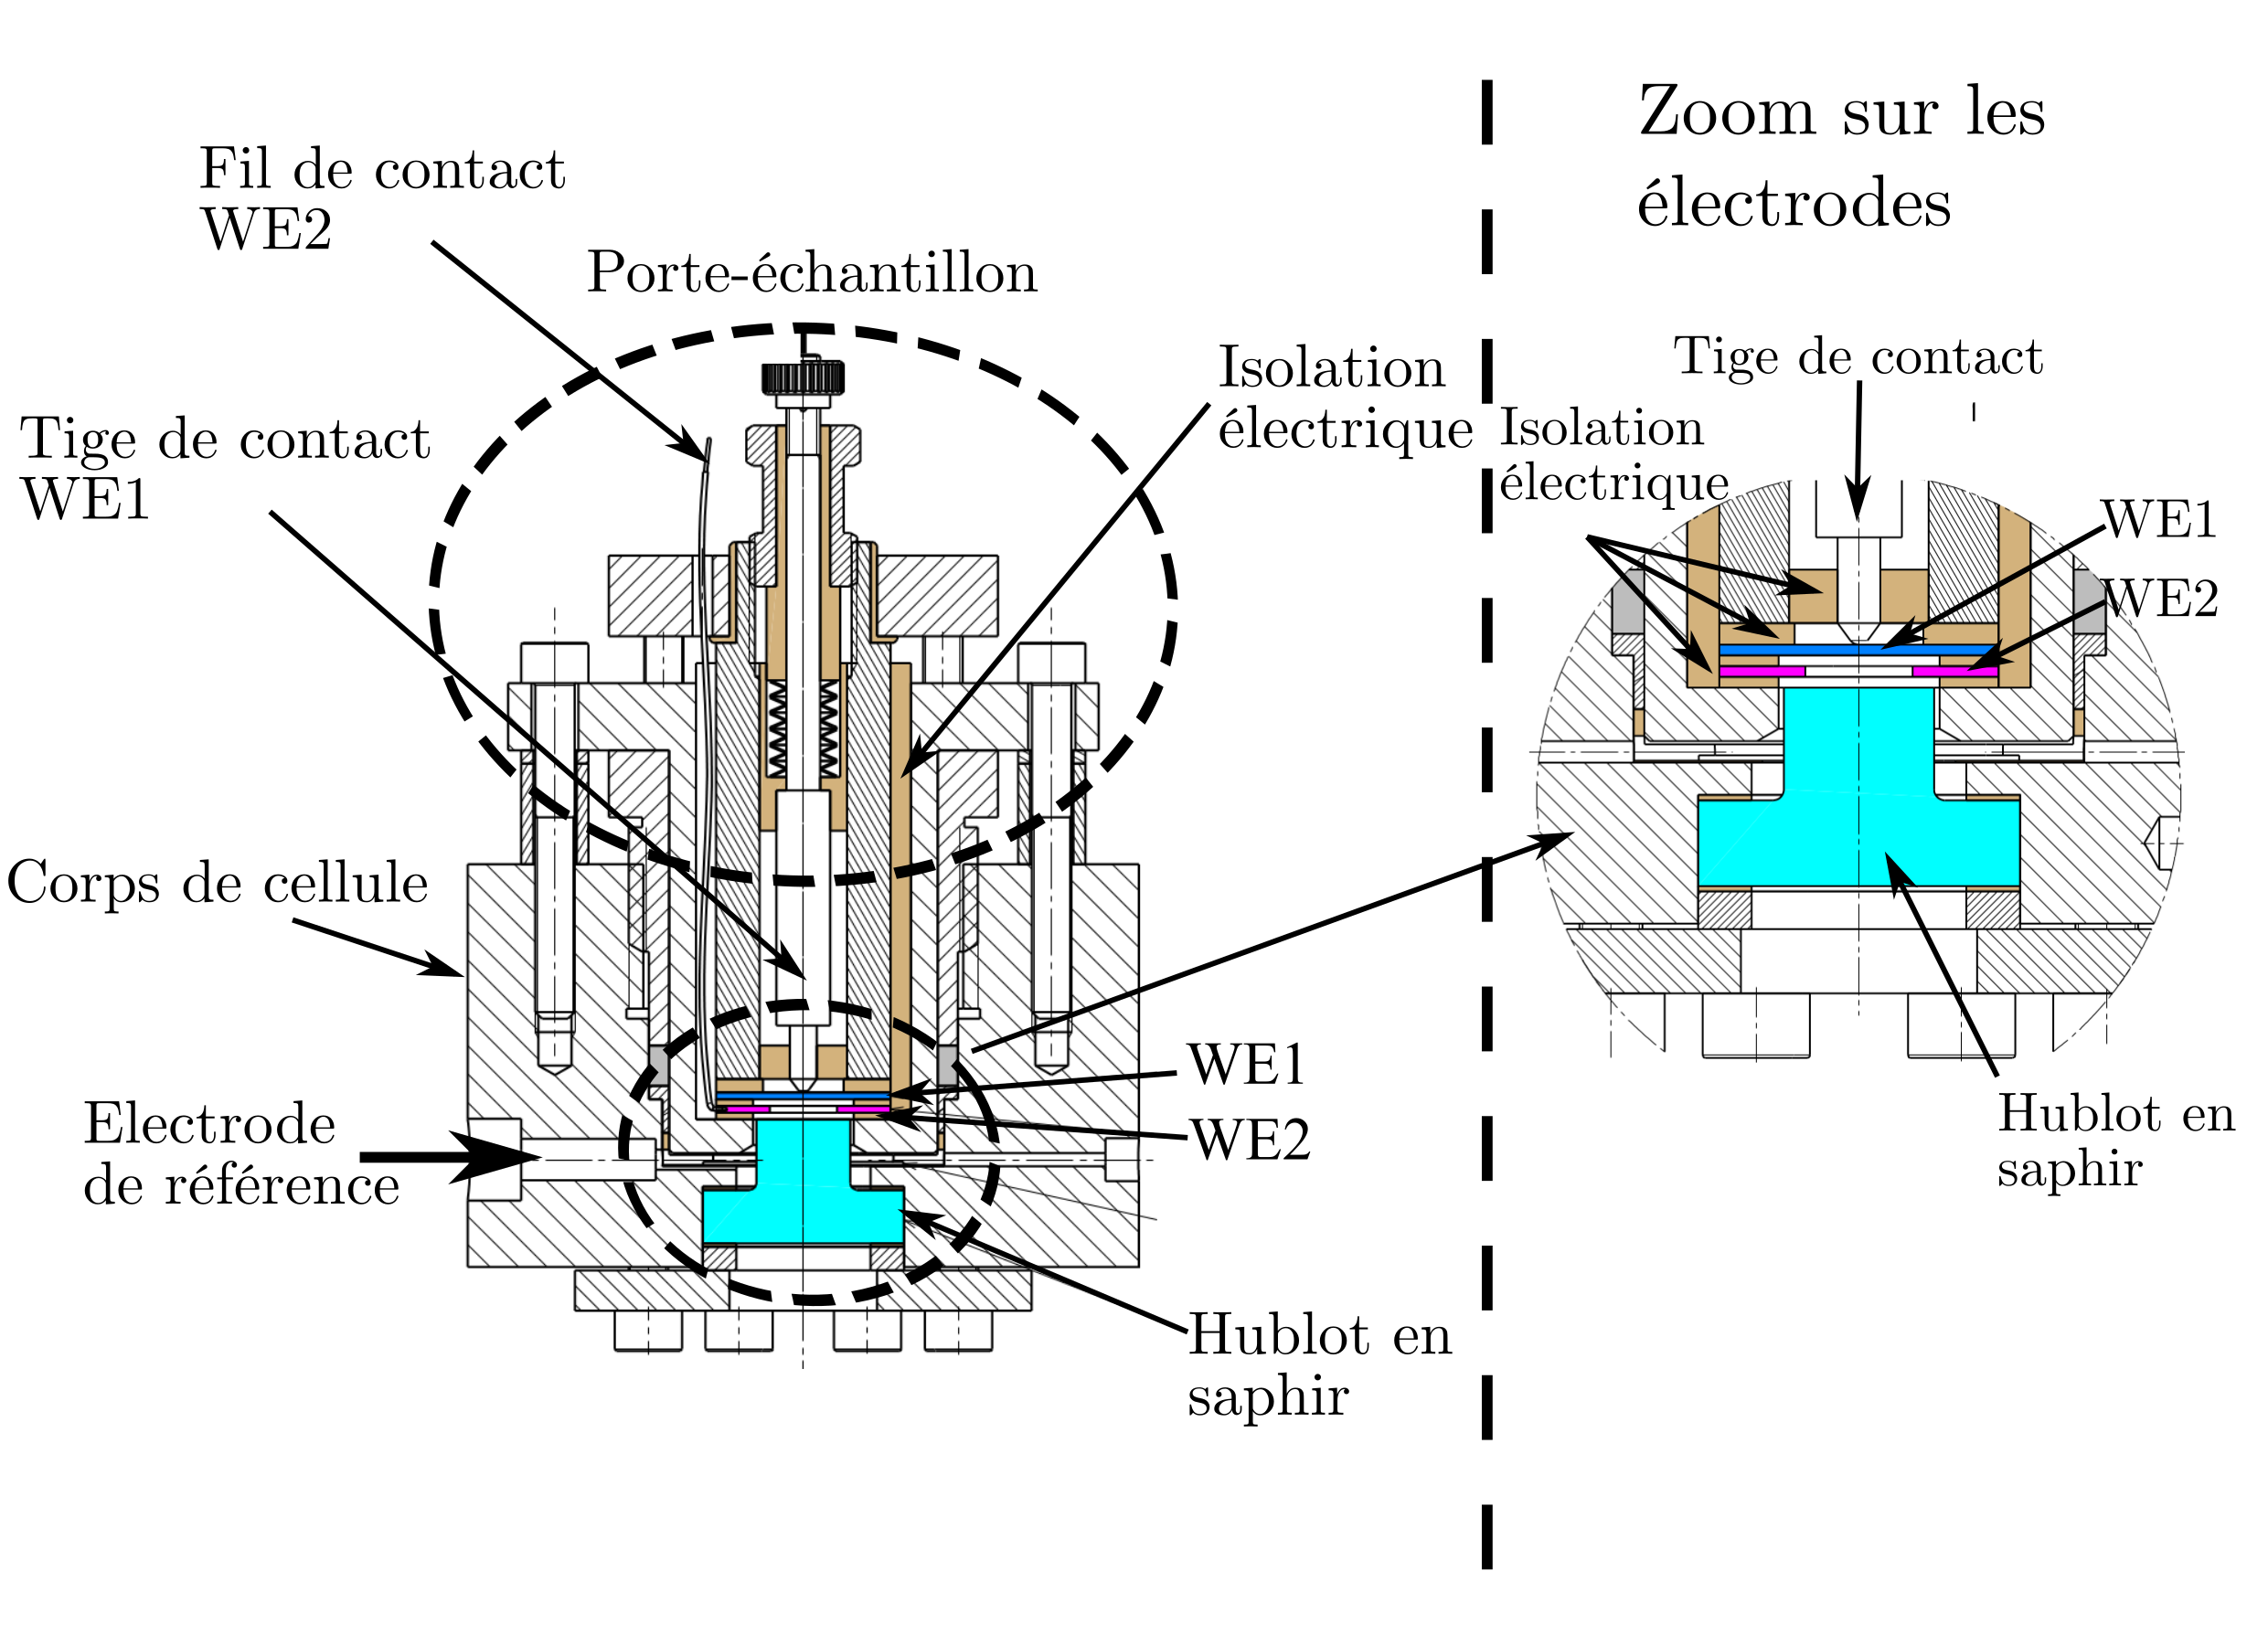 Fil de contact
WE2
Porte-échantillon
Tige de contact
WE1
Isolation
électrique
Corps de cellule
Electrode
de référence
WE1
WE2
Hublot en
saphir
Zoom sur les
électrodes
Tige de contact
Isolation
électrique
WE1
WE2
Hublot en
saphir